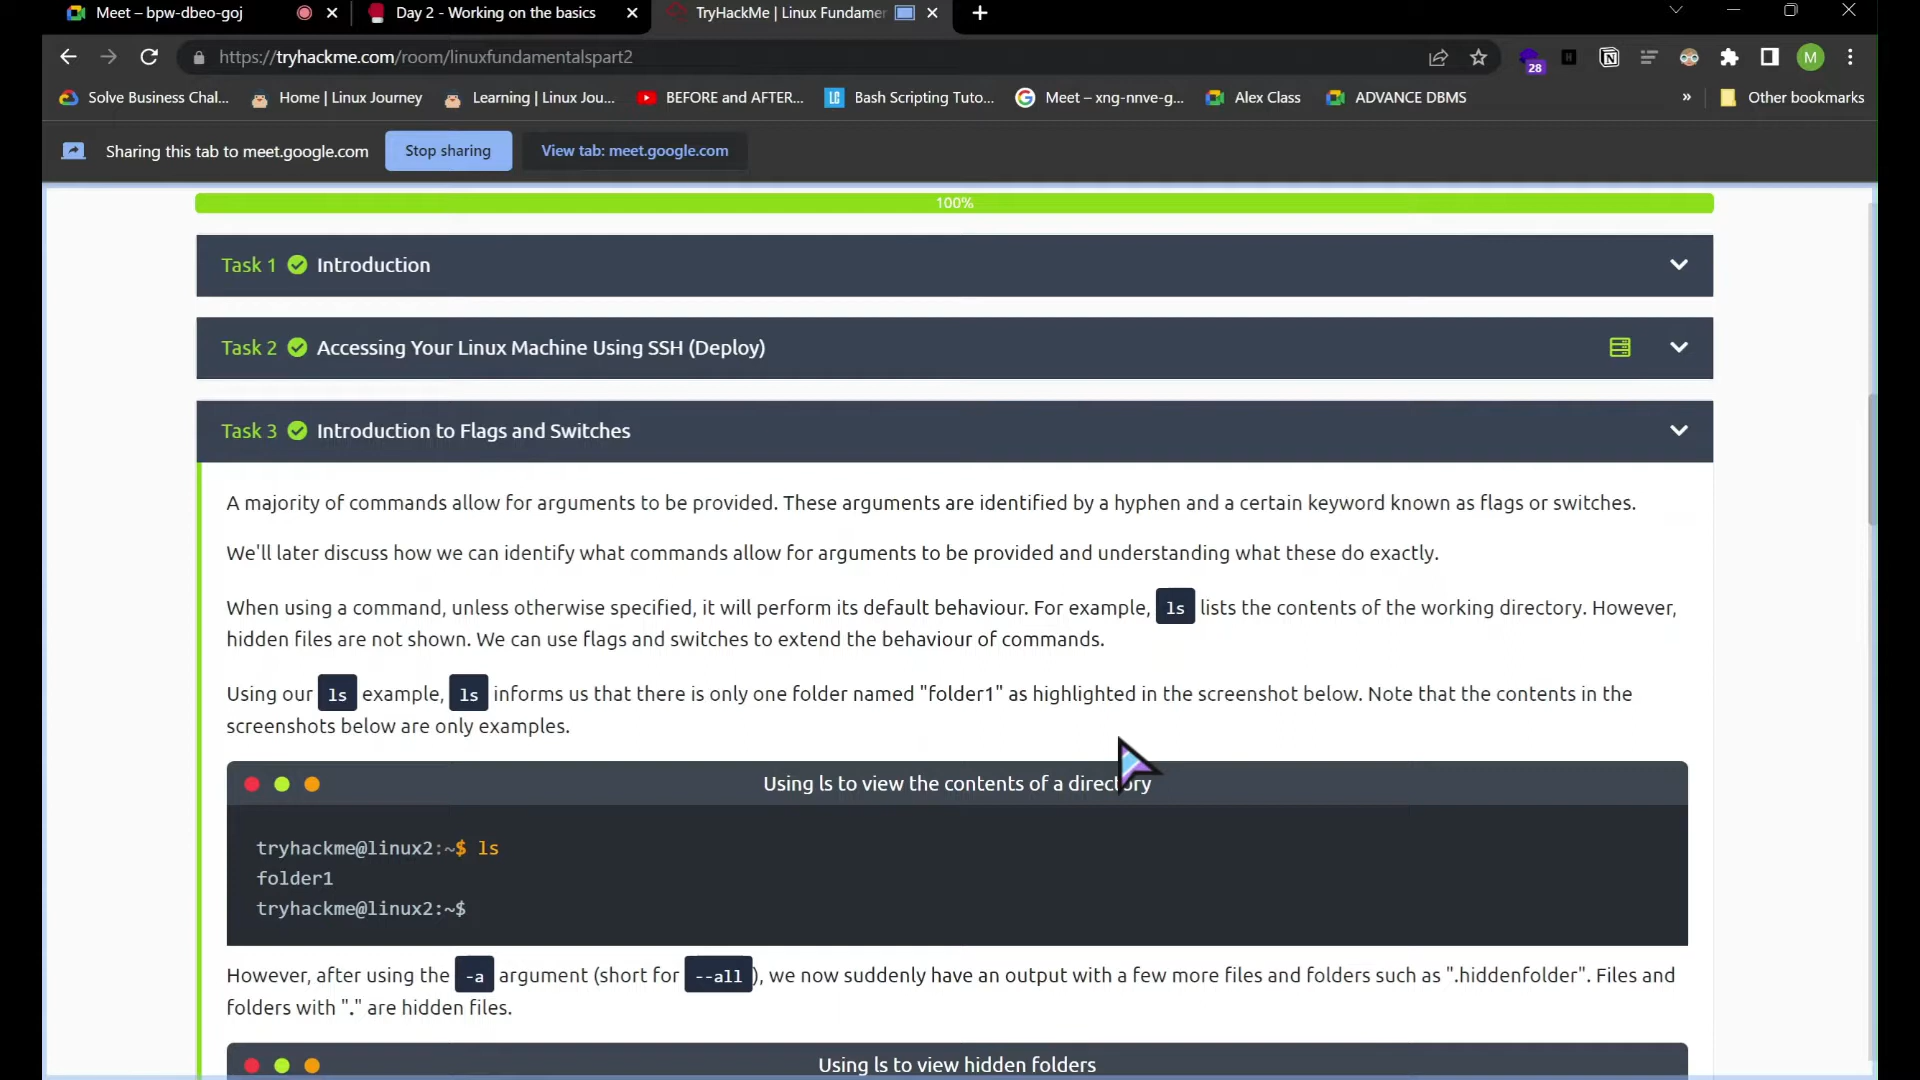 Meet – bpw-dbeo-goj
Day 2 - Working on the basics
TryHackMe | Linux Fundamen
https://tryhackme.com/room/linuxfundamentalspart2
28
M
Solve Business Chal...
Home | Linux Journey
Learning | Linux Jou...
BEFORE and AFTER...
LC
Bash Scripting Tuto...
Meet – xng-nnve-g...
Alex Class
ADVANCE DBMS
»
Other bookmarks
Sharing this tab to meet.google.com
Stop sharing
View tab: meet.google.com
100%
Task 1 Introduction
Task 2 Accessing Your Linux Machine Using SSH (Deploy)
Task 3 Introduction to Flags and Switches
A majority of commands allow for arguments to be provided. These arguments are identified by a hyphen and a certain keyword known as flags or switches.
We'll later discuss how we can identify what commands allow for arguments to be provided and understanding what these do exactly.
When using a command, unless otherwise specified, it will perform its default behaviour. For example, ls lists the contents of the working directory. However,
hidden files are not shown. We can use flags and switches to extend the behaviour of commands.
Using our ls example, ls informs us that there is only one folder named "folder1" as highlighted in the screenshot below. Note that the contents in the
screenshots below are only examples.
Using ls to view the contents of a directory
tryhackme@linux2:~$ ls
folder1
tryhackme@linux2:~$
However, after using the -a argument (short for --all), we now suddenly have an output with a few more files and folders such as ".hiddenfolder". Files and
folders with "." are hidden files.
Using ls to view hidden folders